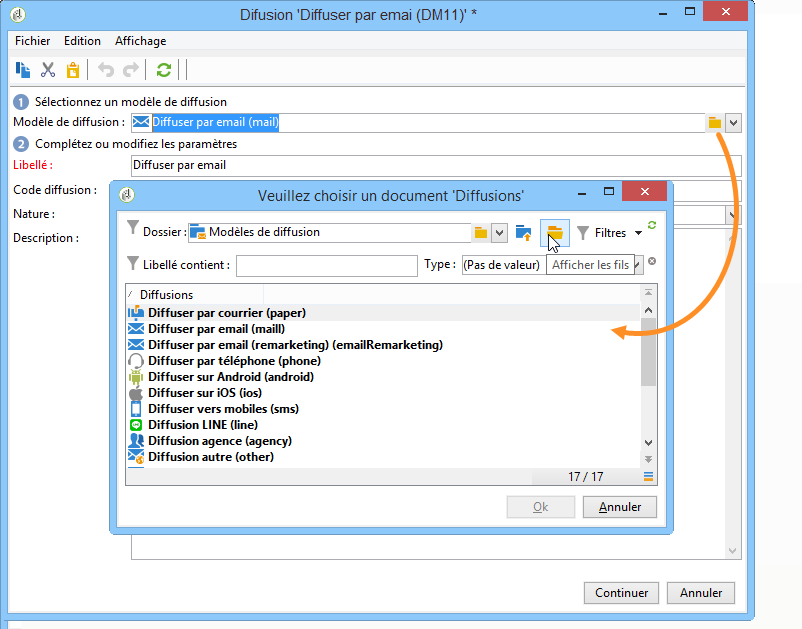 Difusion 'Diffuser par emai (DM11)' *
Fichier Edition Affichage
1 Sélectionnez un modèle de diffusion
Modèle de diffusion : Diffuser par email (mail)
2 Complétez ou modifiez les paramètres
Libellé : Diffuser par email
Code diffusion :
Nature :
Description :
Veuillez choisir un document 'Diffusions'
Dossier : Modèles de diffusion Filtres
Libellé contient : Type : (Pas de valeur)
Afficher les fils
Diffusions
Diffuser par courrier (paper)
Diffuser par email (maill)
Diffuser par email (remarketing) (emailRemarketing)
Diffuser par téléphone (phone)
Diffuser sur Android (android)
Diffuser sur iOS (ios)
Diffuser vers mobiles (sms)
Diffusion LINE (line)
Diffusion agence (agency)
Diffusion autre (other)
17 / 17
Ok Annuler
Continuer Annuler